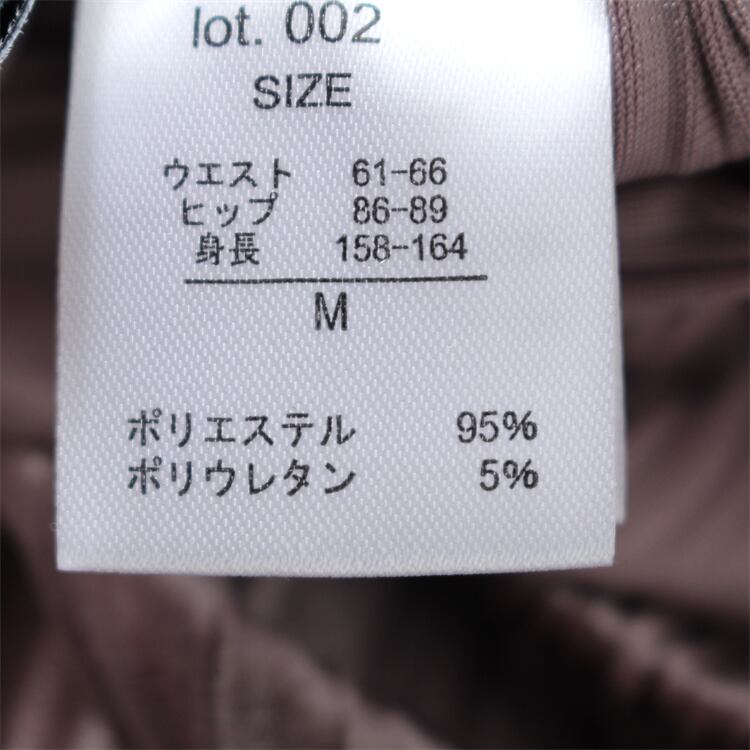 lot. 002
SIZE
ウエスト 61-66
ヒップ 86-89
身長 158-164
M
ポリエステル 95%
ポリウレタン 5%